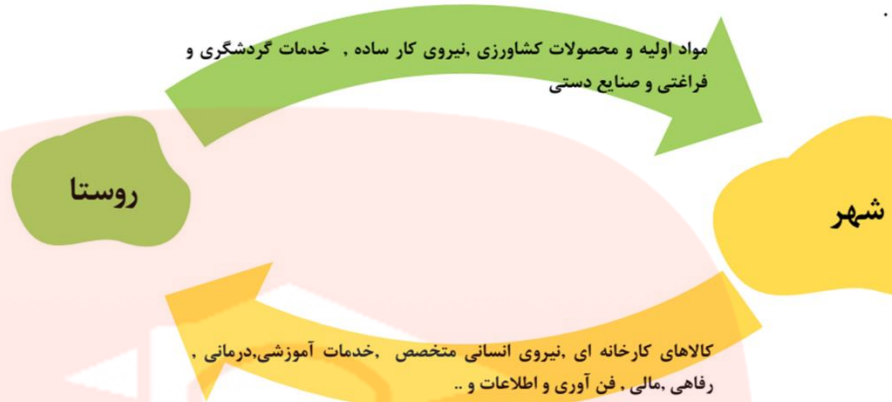 مواد اولیه و محصولات کشاورزی ,نیروی کار ساده , خدمات گردشگری و
فراغتی و صنایع دستی
روستا
شهر
کالاهای کارخانه ای ,نیروی انسانی متخصص ,خدمات آموزشی,درمانی ,
رفاهی ,مالی , فن آوری و اطلاعات و ..